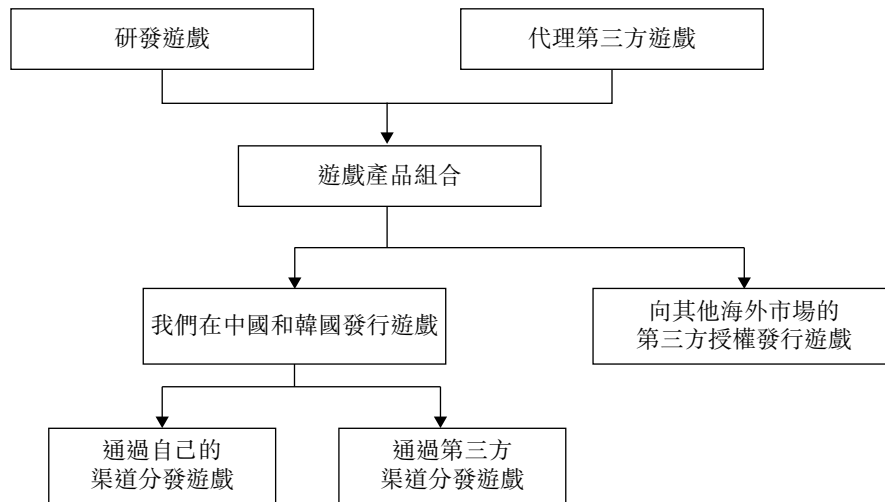 研發遊戲
代理第三方遊戲
遊戲產品組合
我們在中國和韓國發行遊戲
向其他海外市場的
第三方授權發行遊戲
通過自己的
渠道分發遊戲
通過第三方
渠道分發遊戲